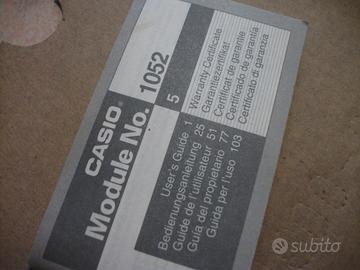 CASIO®
Module No. 1052
5
Warranty Certificate
Garantiezertifikat
Certificat de garantie
Certificado de garantía
Certificato di garanzia
User's Guide 1
Bedienungsanleitung 25
Guide de l'utilisateur 51
Guía del propietario 77
Guida per l'uso 103
subito